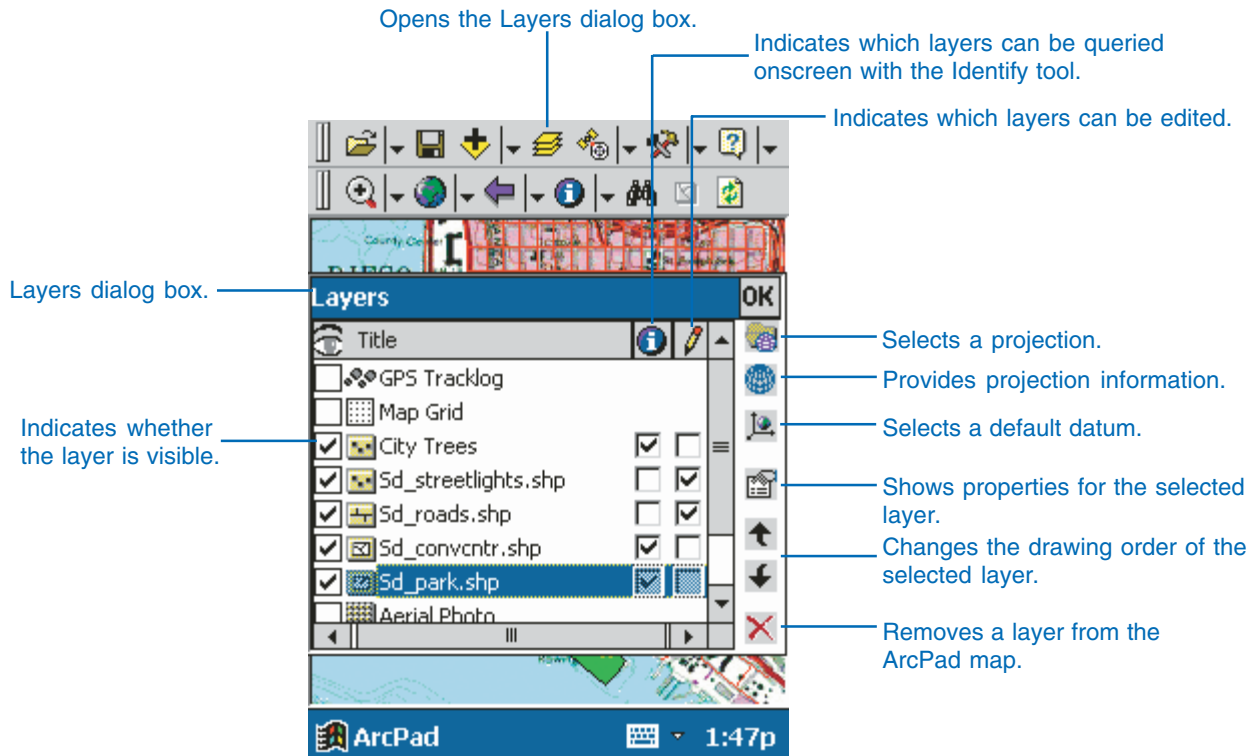 Opens the Layers dialog box.
Indicates which layers can be queried
onscreen with the Identify tool.
Indicates which layers can be edited.
County Center
Layers dialog box.
Layers
OK
Title
Selects a projection.
GPS Tracklog
Provides projection information.
Map Grid
Selects a default datum.
Indicates whether
the layer is visible.
City Trees
Sd_streetlights.shp
Shows properties for the selected
layer.
Sd_roads.shp
Sd_convcntr.shp
Changes the drawing order of the
selected layer.
Sd_park.shp
Aerial Photo
Removes a layer from the
ArcPad map.
ArcPad
1:47p